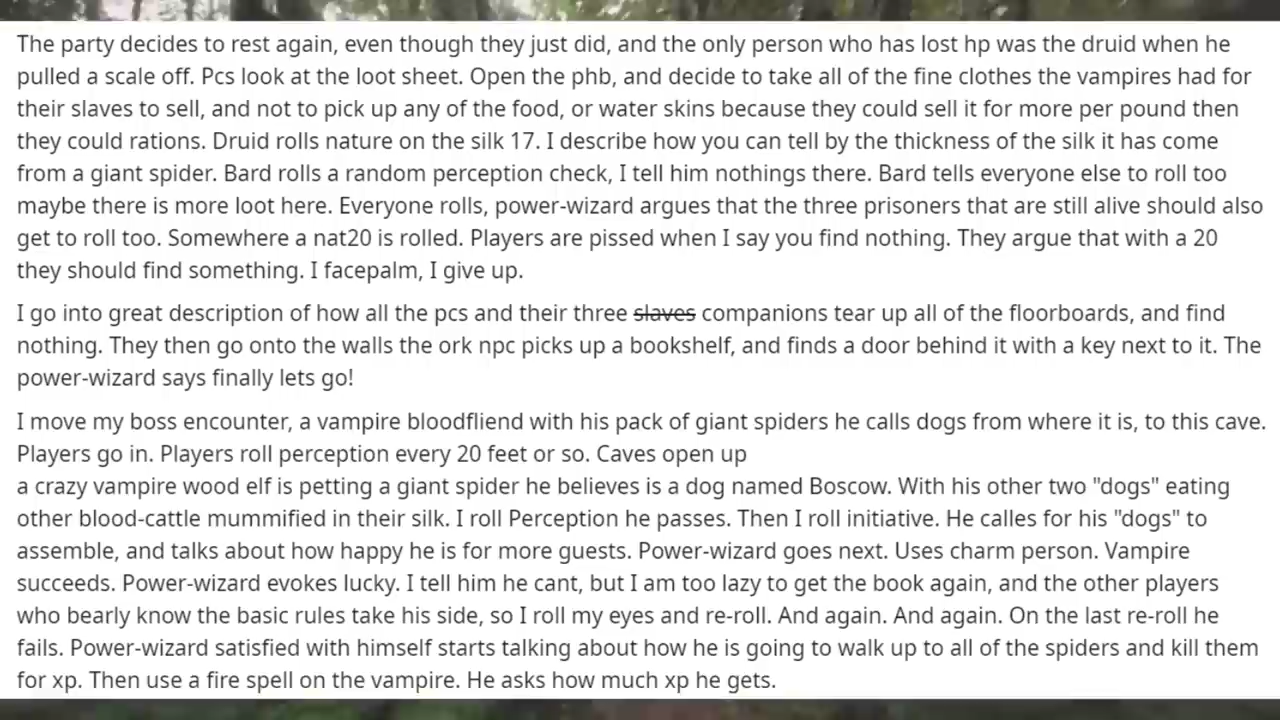 The party decides to rest again, even though they just did, and the only person who has lost hp was the druid when he
pulled a scale off. Pcs look at the loot sheet. Open the phb, and decide to take all of the fine clothes the vampires had for
their slaves to sell, and not to pick up any of the food, or water skins because they could sell it for more per pound then
they could rations. Druid rolls nature on the silk 17. I describe how you can tell by the thickness of the silk it has come
from a giant spider. Bard rolls a random perception check, I tell him nothings there. Bard tells everyone else to roll too
maybe there is more loot here. Everyone rolls, power-wizard argues that the three prisoners that are still alive should also
get to roll too. Somewhere a nat20 is rolled. Players are pissed when I say you find nothing. They argue that with a 20
they should find something. I facepalm, I give up.
I go into great description of how all the pcs and their three slaves companions tear up all of the floorboards, and find
nothing. They then go onto the walls the ork npc picks up a bookshelf, and finds a door behind it with a key next to it. The
power-wizard says finally lets go!
I move my boss encounter, a vampire bloodfliend with his pack of giant spiders he calls dogs from where it is, to this cave.
Players go in. Players roll perception every 20 feet or so. Caves open up
a crazy vampire wood elf is petting a giant spider he believes is a dog named Boscow. With his other two "dogs" eating
other blood-cattle mummified in their silk. I roll Perception he passes. Then I roll initiative. He calles for his "dogs" to
assemble, and talks about how happy he is for more guests. Power-wizard goes next. Uses charm person. Vampire
succeeds. Power-wizard evokes lucky. I tell him he cant, but I am too lazy to get the book again, and the other players
who bearly know the basic rules take his side, so I roll my eyes and re-roll. And again. And again. On the last re-roll he
fails. Power-wizard satisfied with himself starts talking about how he is going to walk up to all of the spiders and kill them
for xp. Then use a fire spell on the vampire. He asks how much xp he gets.